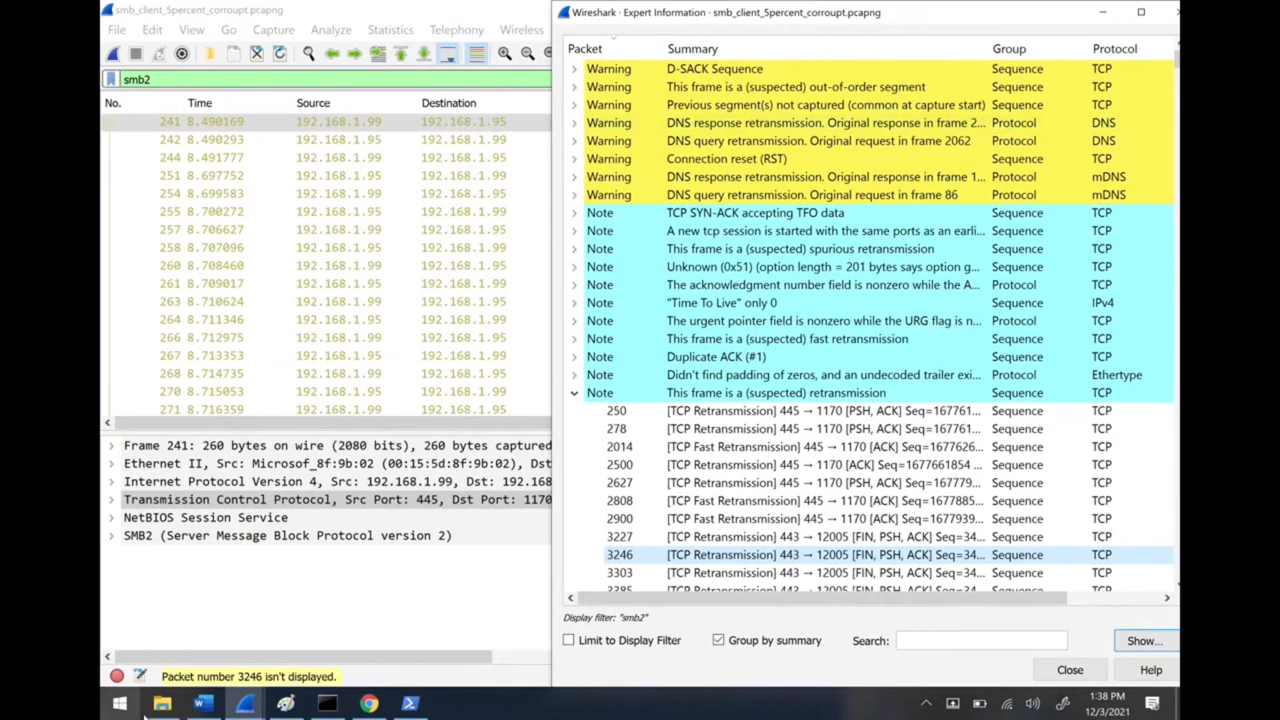 smb_client_5percent_corroupt.pcapng
File Edit View Go Capture Analyze Statistics Telephony Wireless
smb2
No. Time Source Destination
241 8.490169 192.168.1.99 192.168.1.95
242 8.490293 192.168.1.95 192.168.1.99
244 8.491777 192.168.1.99 192.168.1.95
251 8.697752 192.168.1.95 192.168.1.99
254 8.699583 192.168.1.99 192.168.1.95
255 8.700272 192.168.1.95 192.168.1.99
257 8.706627 192.168.1.99 192.168.1.95
258 8.707096 192.168.1.95 192.168.1.99
260 8.708460 192.168.1.99 192.168.1.95
261 8.709017 192.168.1.95 192.168.1.99
263 8.710624 192.168.1.99 192.168.1.95
264 8.711346 192.168.1.95 192.168.1.99
266 8.712975 192.168.1.99 192.168.1.95
267 8.713353 192.168.1.95 192.168.1.99
268 8.714735 192.168.1.99 192.168.1.95
270 8.715053 192.168.1.95 192.168.1.99
271 8.716359 192.168.1.99 192.168.1.95
Frame 241: 260 bytes on wire (2080 bits), 260 bytes captured
Ethernet II, Src: Microsof_8f:9b:02 (00:15:5d:8f:9b:02), Dst
Internet Protocol Version 4, Src: 192.168.1.99, Dst: 192.168
Transmission Control Protocol, Src Port: 445, Dst Port: 1170
NetBIOS Session Service
SMB2 (Server Message Block Protocol version 2)
Packet number 3246 isn't displayed.
Wireshark · Expert Information · smb_client_5percent_corroupt.pcapng
Packet Summary Group Protocol
Warning D-SACK Sequence Sequence TCP
Warning This frame is a (suspected) out-of-order segment Sequence TCP
Warning Previous segment(s) not captured (common at capture start) Sequence TCP
Warning DNS response retransmission. Original response in frame 2... Protocol DNS
Warning DNS query retransmission. Original request in frame 2062 Protocol DNS
Warning Connection reset (RST) Sequence TCP
Warning DNS response retransmission. Original response in frame 1... Protocol mDNS
Warning DNS query retransmission. Original request in frame 86 Protocol mDNS
Note TCP SYN-ACK accepting TFO data Sequence TCP
Note A new tcp session is started with the same ports as an earli... Sequence TCP
Note This frame is a (suspected) spurious retransmission Sequence TCP
Note Unknown (0x51) (option length = 201 bytes says option g... Sequence TCP
Note The acknowledgment number field is nonzero while the A... Protocol TCP
Note "Time To Live" only 0 Sequence IPv4
Note The urgent pointer field is nonzero while the URG flag is n... Protocol TCP
Note This frame is a (suspected) fast retransmission Sequence TCP
Note Duplicate ACK (#1) Sequence TCP
Note Didn't find padding of zeros, and an undecoded trailer exi... Protocol Ethertype
Note This frame is a (suspected) retransmission Sequence TCP
250 [TCP Retransmission] 445 → 1170 [PSH, ACK] Seq=167761... Sequence TCP
278 [TCP Retransmission] 445 → 1170 [PSH, ACK] Seq=167761... Sequence TCP
2014 [TCP Fast Retransmission] 445 → 1170 [ACK] Seq=1677626... Sequence TCP
2500 [TCP Retransmission] 445 → 1170 [ACK] Seq=1677661854 ... Sequence TCP
2627 [TCP Retransmission] 445 → 1170 [PSH, ACK] Seq=167779... Sequence TCP
2808 [TCP Fast Retransmission] 445 → 1170 [ACK] Seq=1677885... Sequence TCP
2900 [TCP Fast Retransmission] 445 → 1170 [ACK] Seq=1677939... Sequence TCP
3227 [TCP Retransmission] 443 → 12005 [FIN, PSH, ACK] Seq=34... Sequence TCP
3246 [TCP Retransmission] 443 → 12005 [FIN, PSH, ACK] Seq=34... Sequence TCP
3303 [TCP Retransmission] 443 → 12005 [FIN, PSH, ACK] Seq=34... Sequence TCP
3385 [TCP Retransmission] 443 → 12005 [FIN, PSH, ACK] Seq=34... Sequence TCP
Display filter: "smb2"
Limit to Display Filter Group by summary Search: Show...
Close Help
1:38 PM
12/3/2021